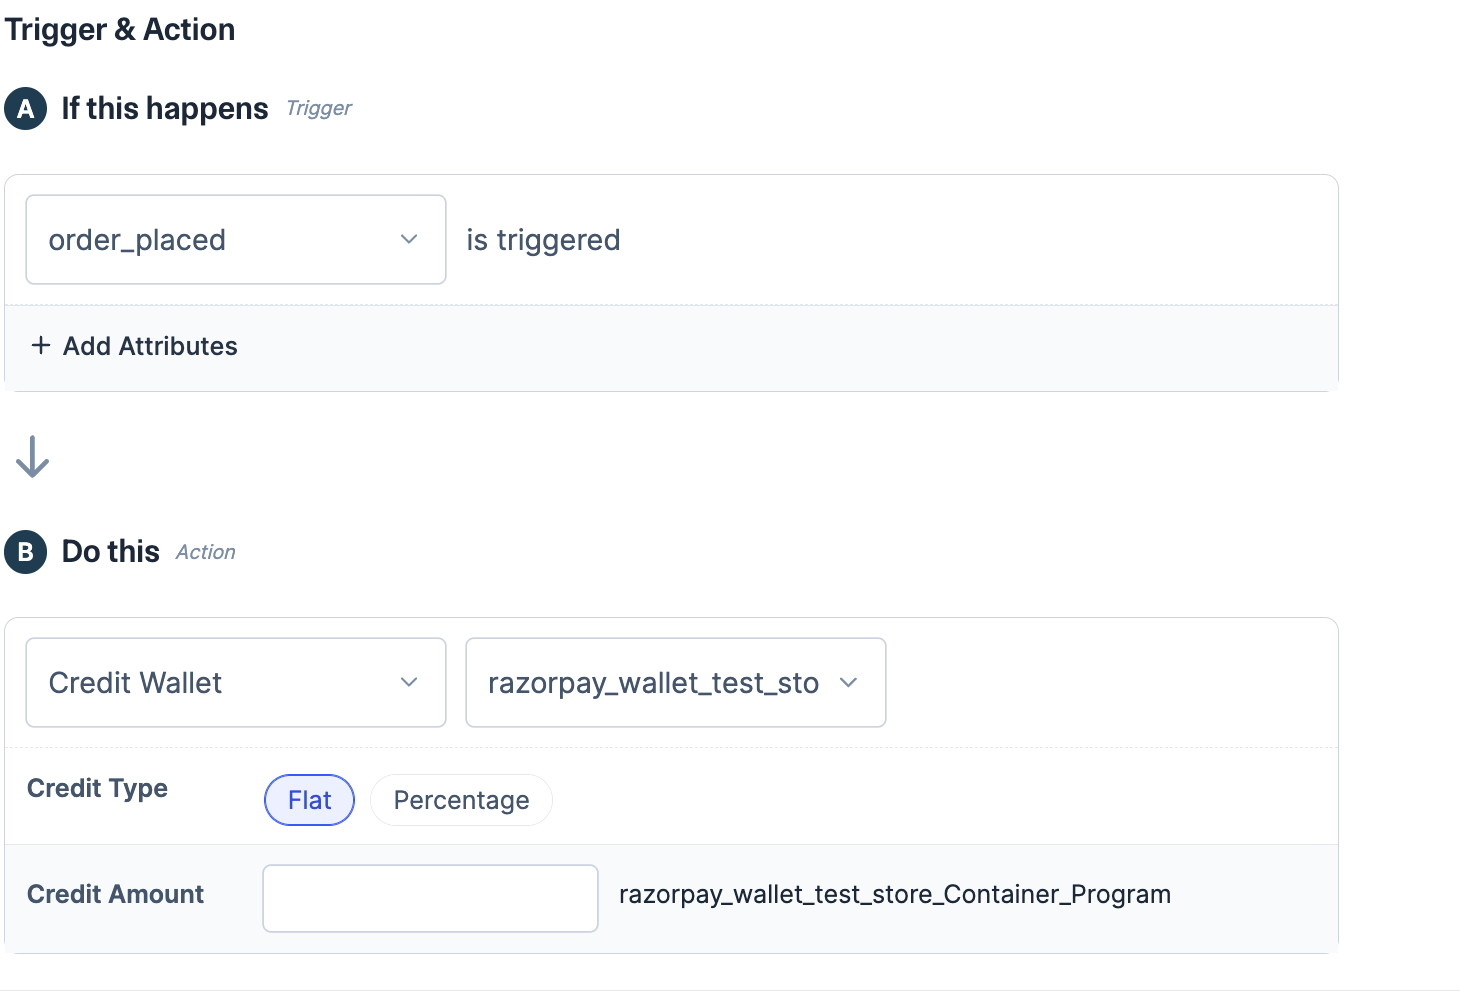 Trigger & Action
A If this happens Trigger
order_placed is triggered
+ Add Attributes
B Do this Action
Credit Wallet razorpay_wallet_test_sto
Credit Type Flat Percentage
Credit Amount razorpay_wallet_test_store_Container_Program